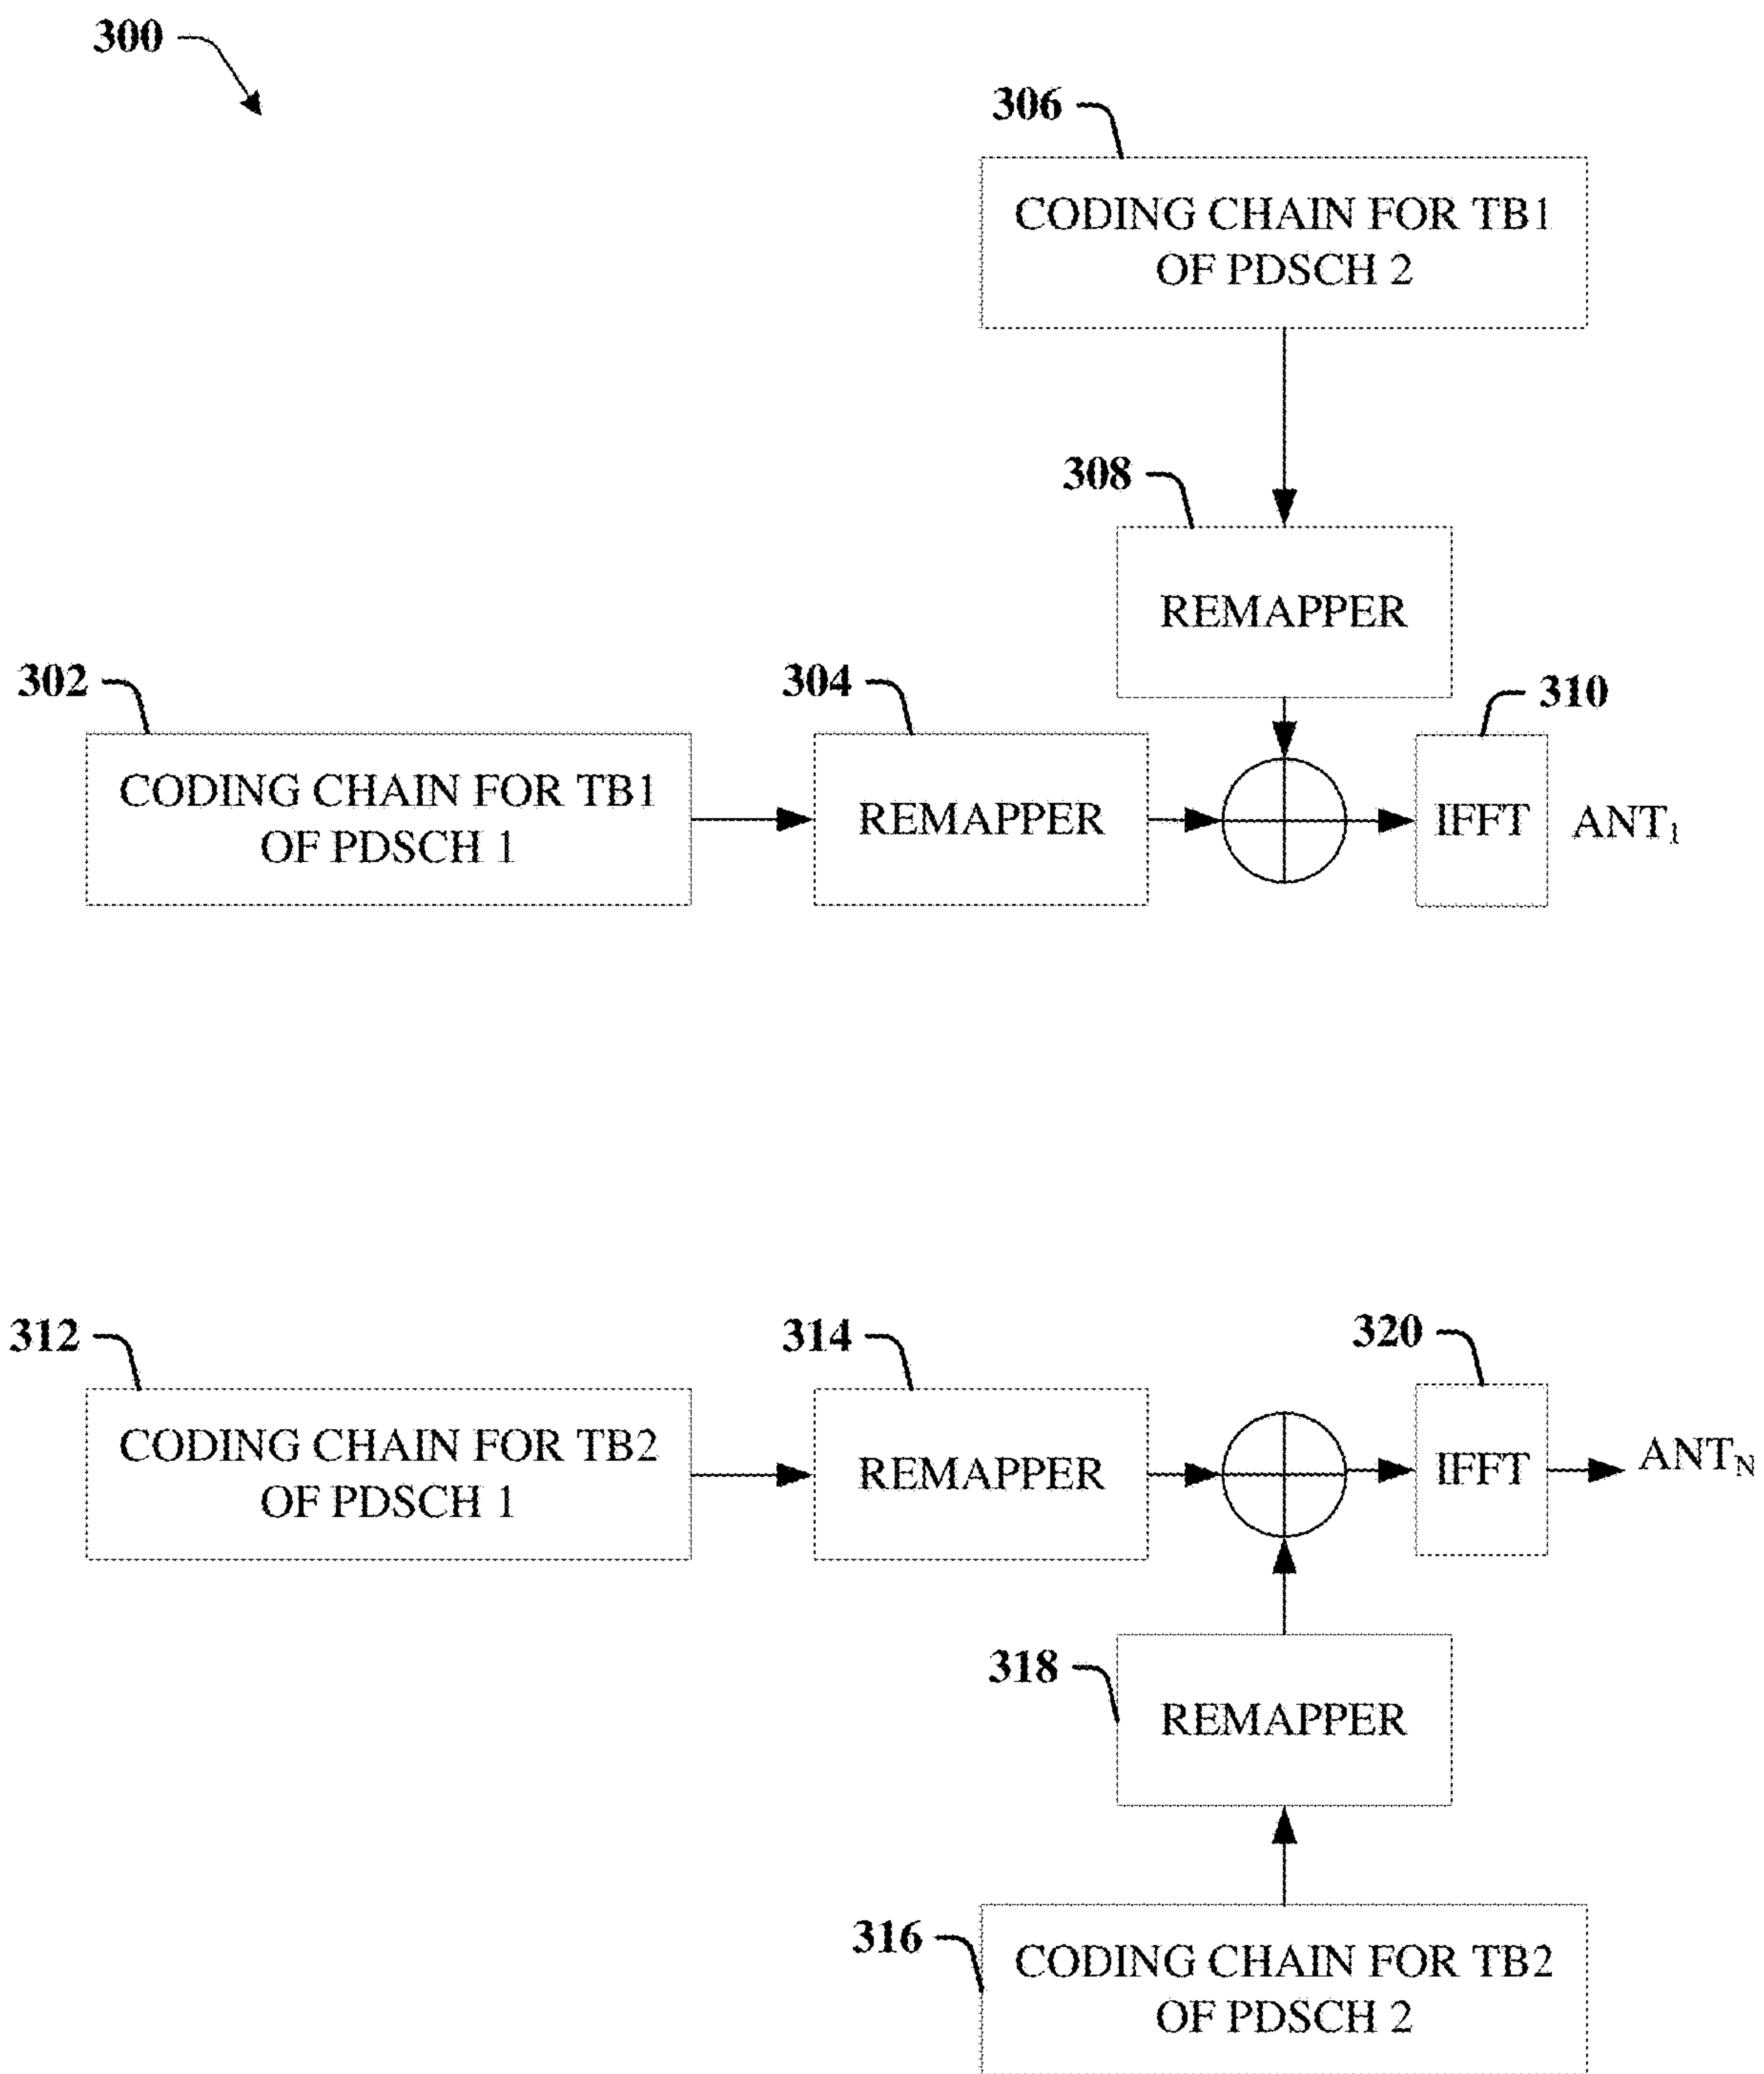 300
306
CODING CHAIN FOR TB1
OF PDSCH 2
308
REMAPPER
302
304
310
CODING CHAIN FOR TB1
OF PDSCH 1
REMAPPER
IFFT
ANT₁
312
314
320
CODING CHAIN FOR TB2
OF PDSCH 1
REMAPPER
IFFT
ANT_N
318
REMAPPER
316
CODING CHAIN FOR TB2
OF PDSCH 2